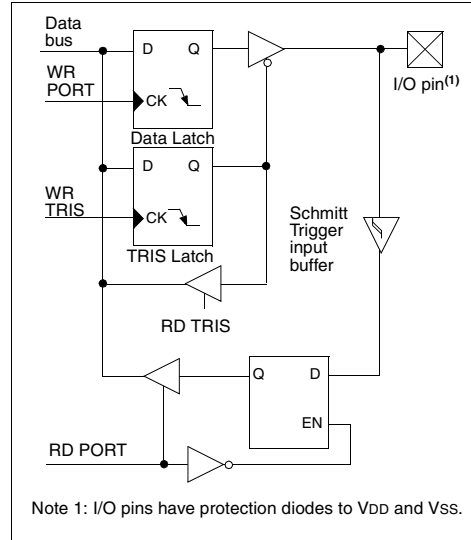 Data
bus
D Q
WR
PORT
CK
I/O pin(1)
Data Latch
D Q
WR
TRIS
CK
TRIS Latch
Schmitt
Trigger
input
buffer
RD TRIS
Q D
EN
RD PORT
Note 1: I/O pins have protection diodes to VDD and VSS.